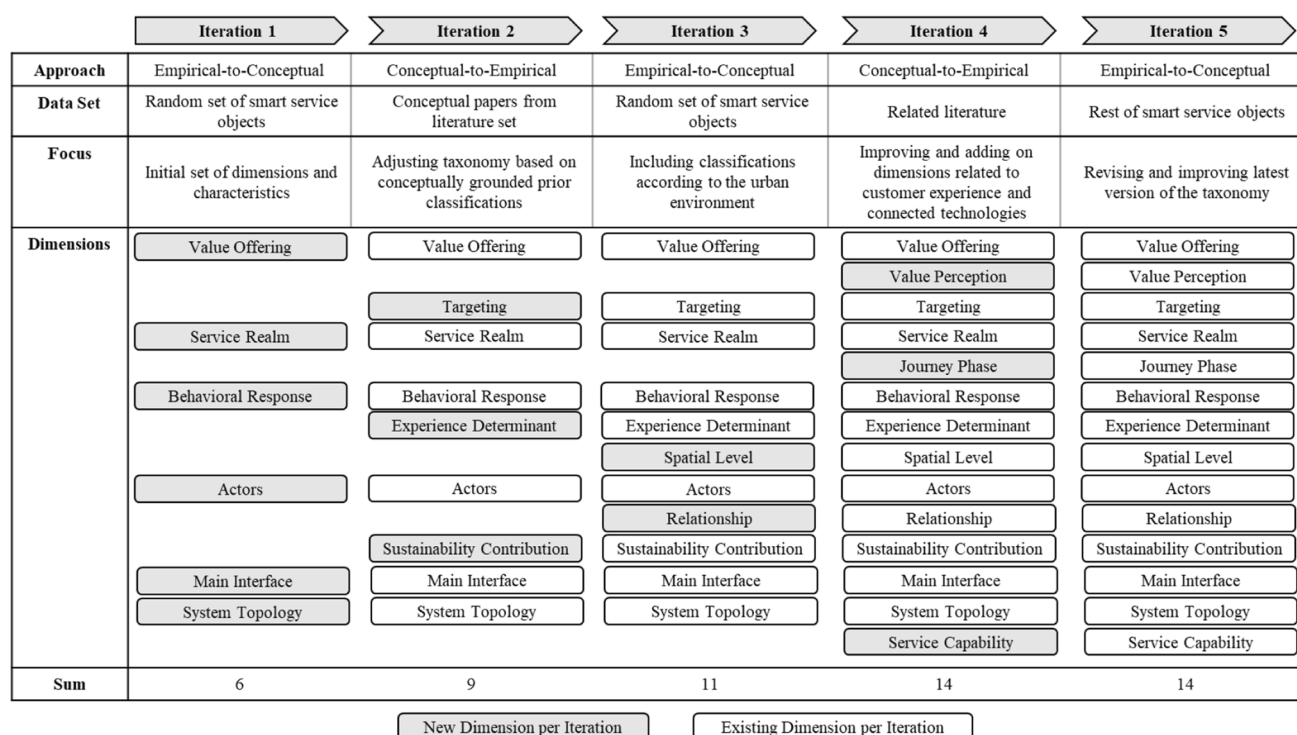 Iteration 1 Iteration 2 Iteration 3 Iteration 4 Iteration 5
Approach Empirical-to-Conceptual Conceptual-to-Empirical Empirical-to-Conceptual Conceptual-to-Empirical Empirical-to-Conceptual
Data Set
Random set of smart service
objects
Conceptual papers from
literature set
Random set of smart service
objects
Related literature
Rest of smart service objects
Focus
Initial set of dimensions and
characteristics
Adjusting taxonomy based on
conceptually grounded prior
classifications
Including classifications
according to the urban
environment
Improving and adding on
dimensions related to
customer experience and
connected technologies
Revising and improving latest
version of the taxonomy
Dimensions Value Offering Value Offering Value Offering Value Offering Value Offering
Value Perception Value Perception
Targeting Targeting Targeting Targeting
Service Realm Service Realm Service Realm Service Realm Service Realm
Journey Phase Journey Phase
Behavioral Response Behavioral Response Behavioral Response Behavioral Response Behavioral Response
Experience Determinant Experience Determinant Experience Determinant Experience Determinant
Spatial Level Spatial Level Spatial Level
Actors Actors Actors Actors Actors
Relationship Relationship Relationship
Sustainability Contribution Sustainability Contribution Sustainability Contribution Sustainability Contribution
Main Interface Main Interface Main Interface Main Interface Main Interface
System Topology System Topology System Topology System Topology System Topology
Service Capability Service Capability
Sum 6 9 11 14 14
New Dimension per Iteration Existing Dimension per Iteration